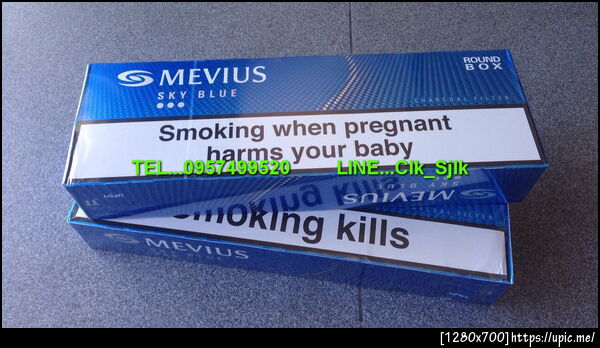 MEVIUS
SKY BLUE
ROUND
BOX
CHARCOAL FILTER
Smoking when pregnant
harms your baby
TEL...0957499520 LINE...Clk_Sjlk
SKY BLUE
MEVIUS
Smoking kills
MEVIUS
[1280x700]https://upic.me/